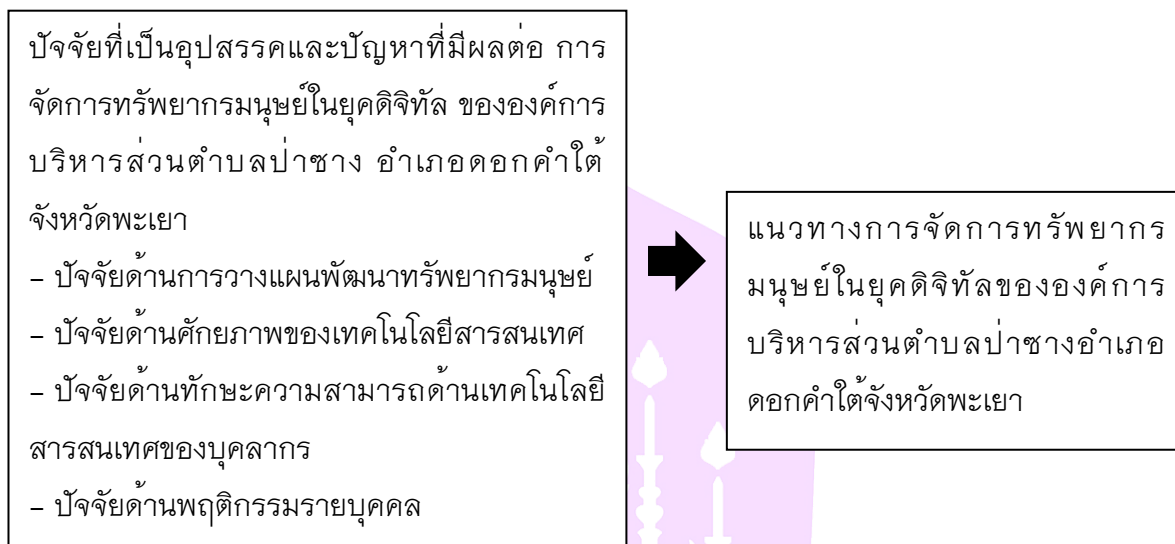 ปัจจัยที่เป็นอุปสรรคและปัญหาที่มีผลต่อ การ
จัดการทรัพยากรมนุษย์ในยุคดิจิทัล ขององค์การ
บริหารส่วนตำบลป่าซาง อำเภอดอกคำใต้
จังหวัดพะเยา
– ปัจจัยด้านการวางแผนพัฒนาทรัพยากรมนุษย์
– ปัจจัยด้านศักยภาพของเทคโนโลยีสารสนเทศ
– ปัจจัยด้านทักษะความสามารถด้านเทคโนโลยี
สารสนเทศของบุคลากร
– ปัจจัยด้านพฤติกรรมรายบุคคล
แนวทางการจัดการทรัพยากร
มนุษย์ในยุคดิจิทัลขององค์การ
บริหารส่วนตำบลป่าซางอำเภอ
ดอกคำใต้จังหวัดพะเยา